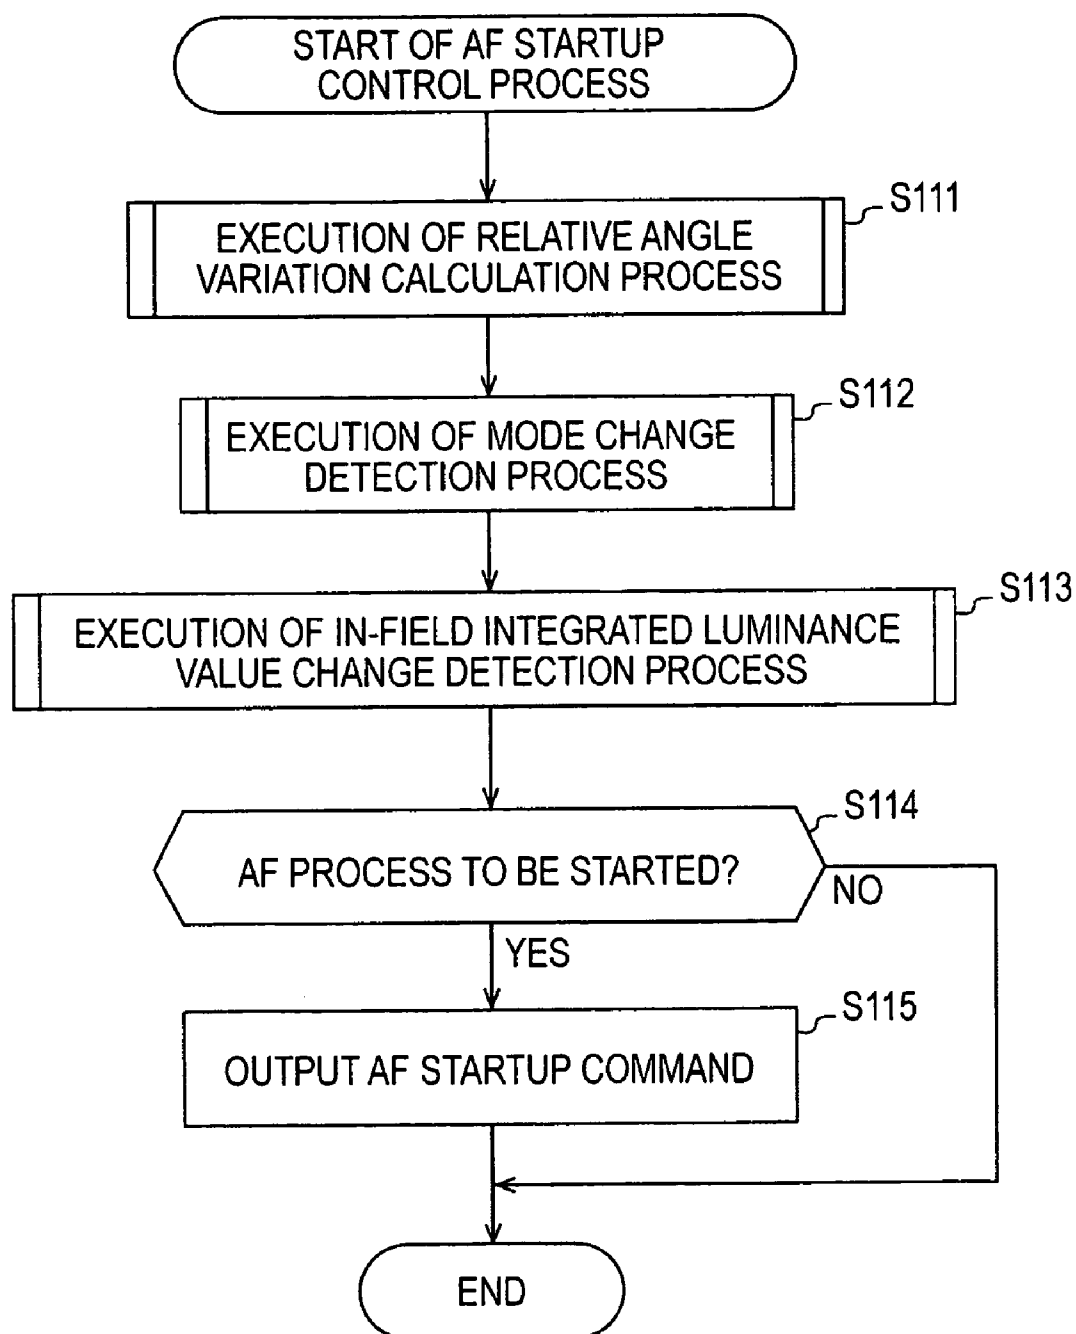 START OF AF STARTUP
CONTROL PROCESS
S111
EXECUTION OF RELATIVE ANGLE
VARIATION CALCULATION PROCESS
S112
EXECUTION OF MODE CHANGE
DETECTION PROCESS
S113
EXECUTION OF IN-FIELD INTEGRATED LUMINANCE
VALUE CHANGE DETECTION PROCESS
S114
AF PROCESS TO BE STARTED?
NO
YES
S115
OUTPUT AF STARTUP COMMAND
END